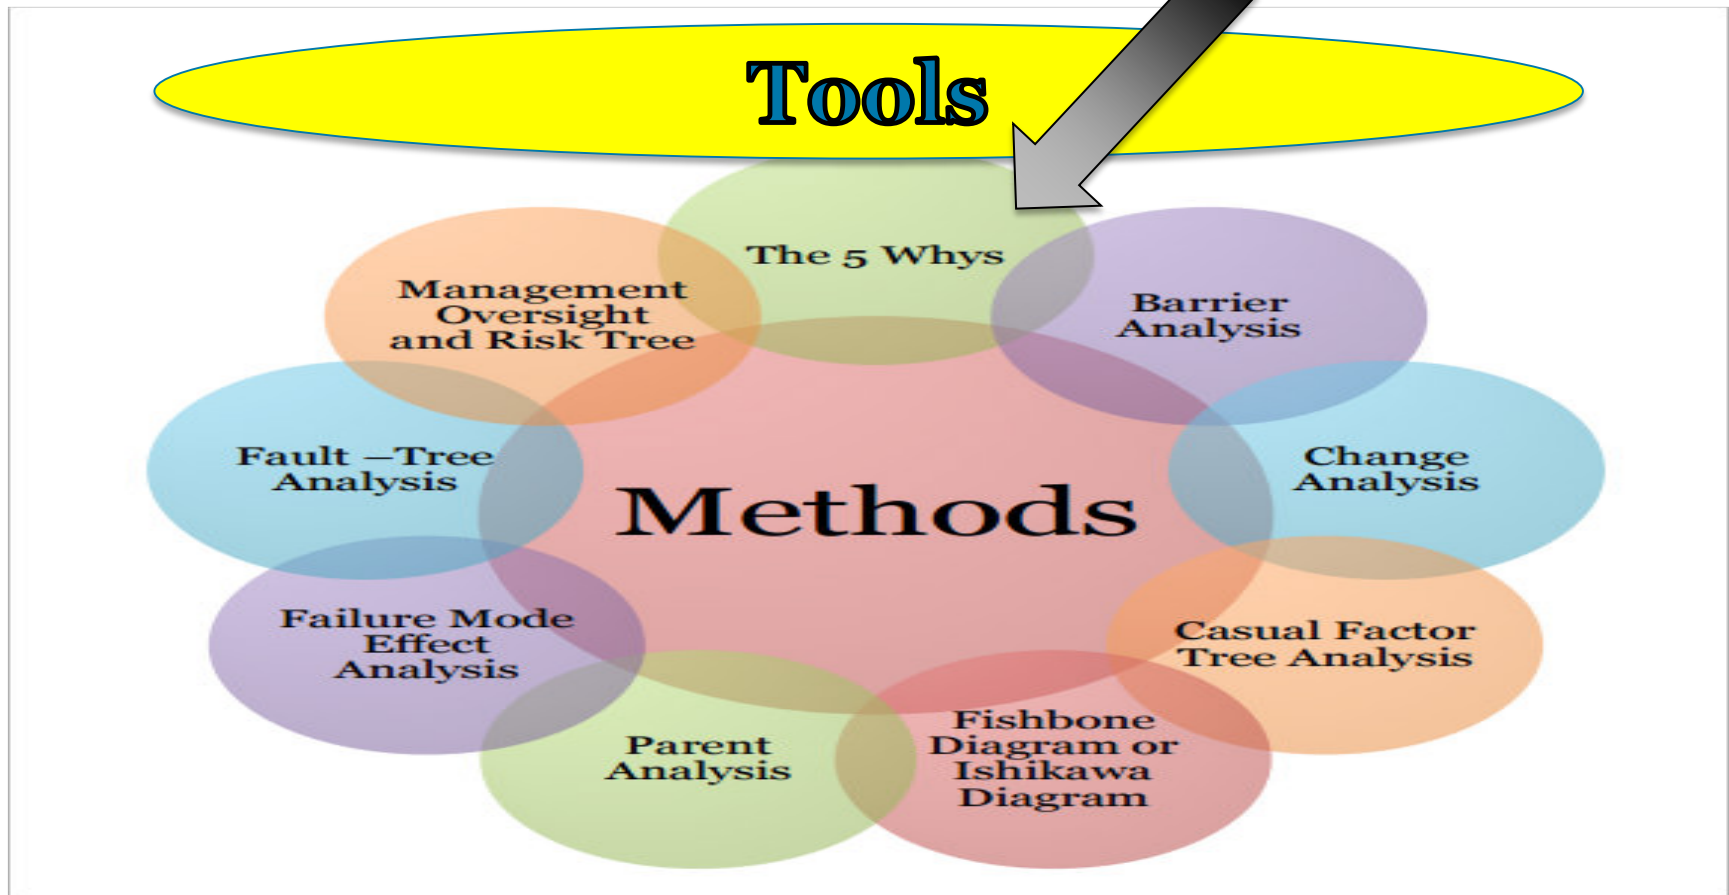 Tools
The 5 Whys
Barrier
Analysis
Change
Analysis
Casual Factor
Tree Analysis
Fishbone
Diagram or
Ishikawa
Diagram
Parent
Analysis
Failure Mode
Effect
Analysis
Fault –Tree
Analysis
Management
Oversight
and Risk Tree
Methods